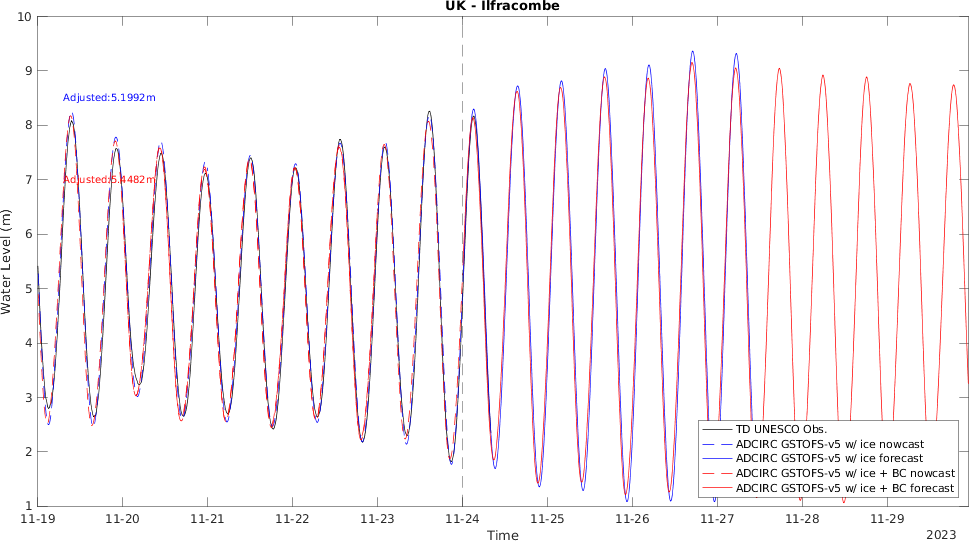 UK - Ilfracombe
10
9
8
7
6
5
4
3
2
1
Water Level (m)
Adjusted:5.1992m
Adjusted:5.4482m
TD UNESCO Obs.
ADCIRC GSTOFS-v5 w/ ice nowcast
ADCIRC GSTOFS-v5 w/ ice forecast
ADCIRC GSTOFS-v5 w/ ice + BC nowcast
ADCIRC GSTOFS-v5 w/ ice + BC forecast
11-19 11-20 11-21 11-22 11-23 11-24 11-25 11-26 11-27 11-28 11-29
Time
2023